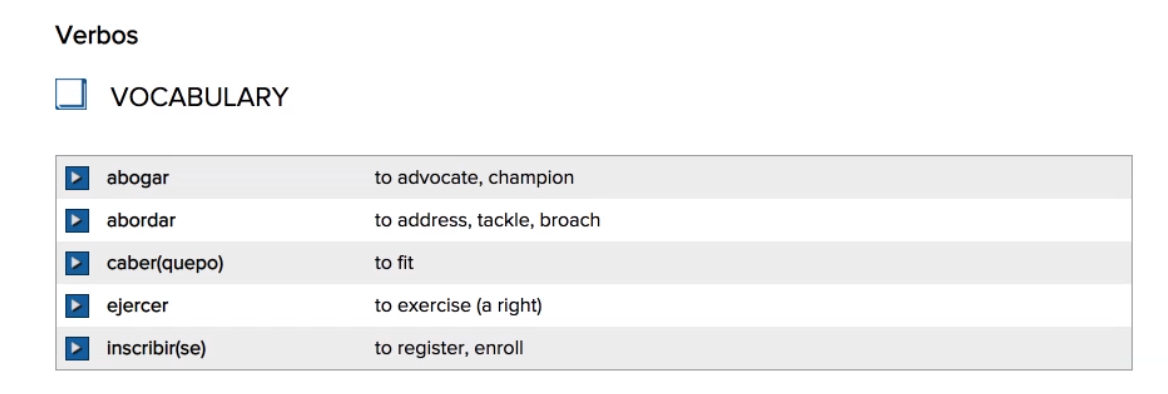 Verbos
VOCABULARY
abogar to advocate, champion
abordar to address, tackle, broach
caber(quepo) to fit
ejercer to exercise (a right)
inscribir(se) to register, enroll